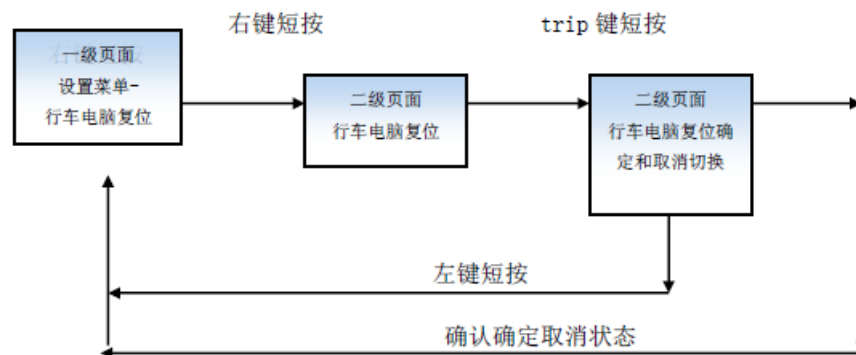 右键短按
trip 键短按
一级页面
设置菜单-
行车电脑复位
二级页面
行车电脑复位
二级页面
行车电脑复位确
定和取消切换
左键短按
确认确定取消状态